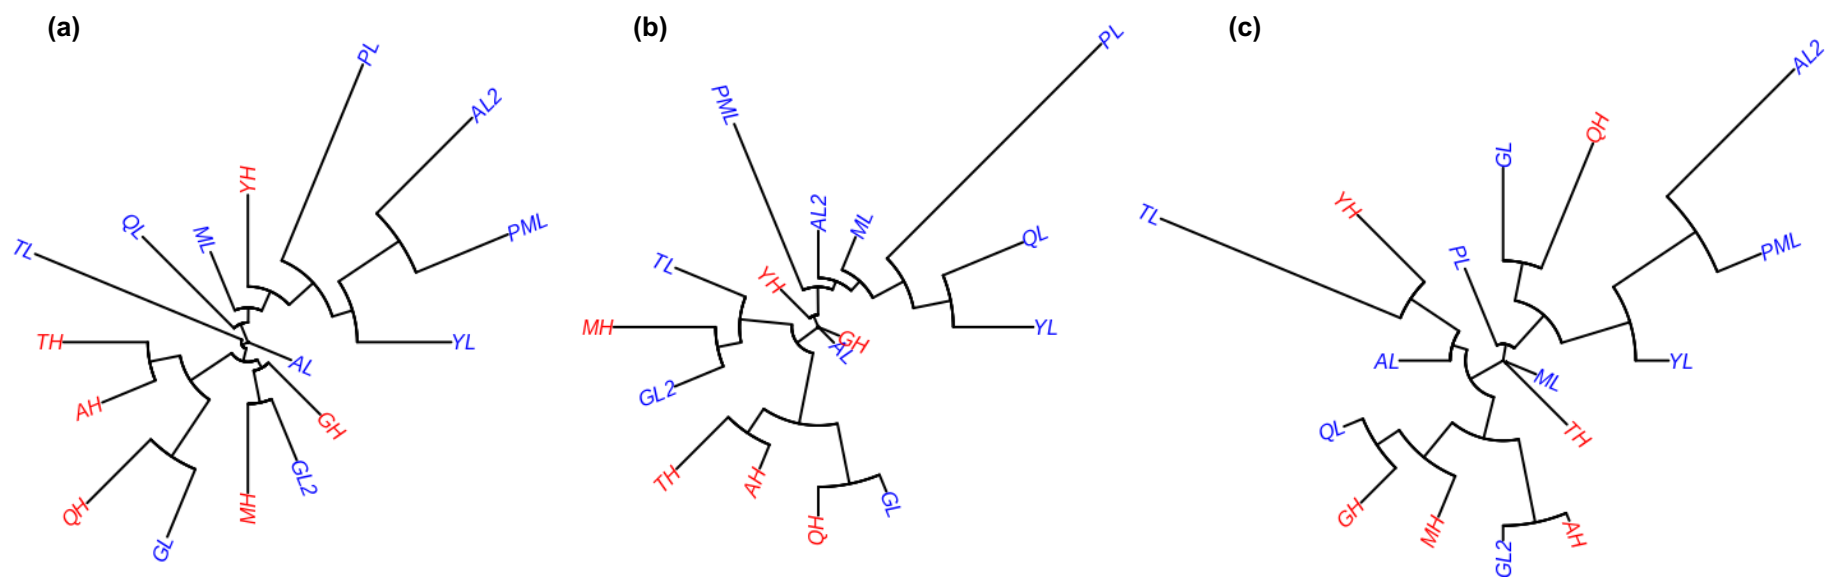 (a)
PL
AL2
YH
QL
ML
PML
TL
TH
YL
AL
AH
GH
GL2
MH
QH
GL
(b)
PL
PML
AL2
ML
QL
TL
YH
MH
GH
YL
AL
GL2
TH
AH
GL
QH
(c)
AL2
QH
GL
YH
TL
PL
PML
AL
YL
ML
QL
TH
GH
MH
AH
GL2